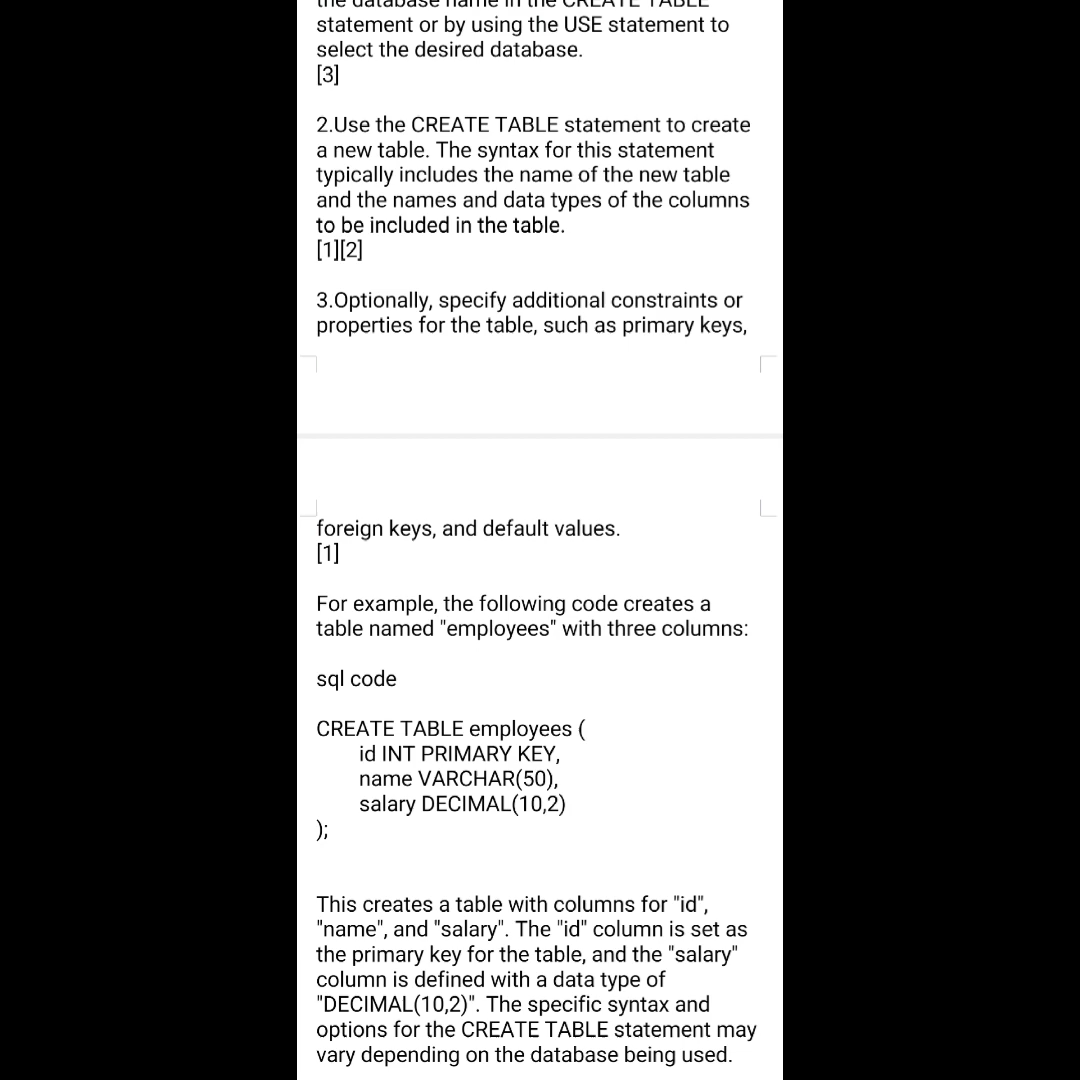 the database name in the CREATE TABLE
statement or by using the USE statement to
select the desired database.
[3]
2.Use the CREATE TABLE statement to create
a new table. The syntax for this statement
typically includes the name of the new table
and the names and data types of the columns
to be included in the table.
[1][2]
3.Optionally, specify additional constraints or
properties for the table, such as primary keys,
foreign keys, and default values.
[1]
For example, the following code creates a
table named "employees" with three columns:
sql code
CREATE TABLE employees (
id INT PRIMARY KEY,
name VARCHAR(50),
salary DECIMAL(10,2)
);
This creates a table with columns for "id",
"name", and "salary". The "id" column is set as
the primary key for the table, and the "salary"
column is defined with a data type of
"DECIMAL(10,2)". The specific syntax and
options for the CREATE TABLE statement may
vary depending on the database being used.